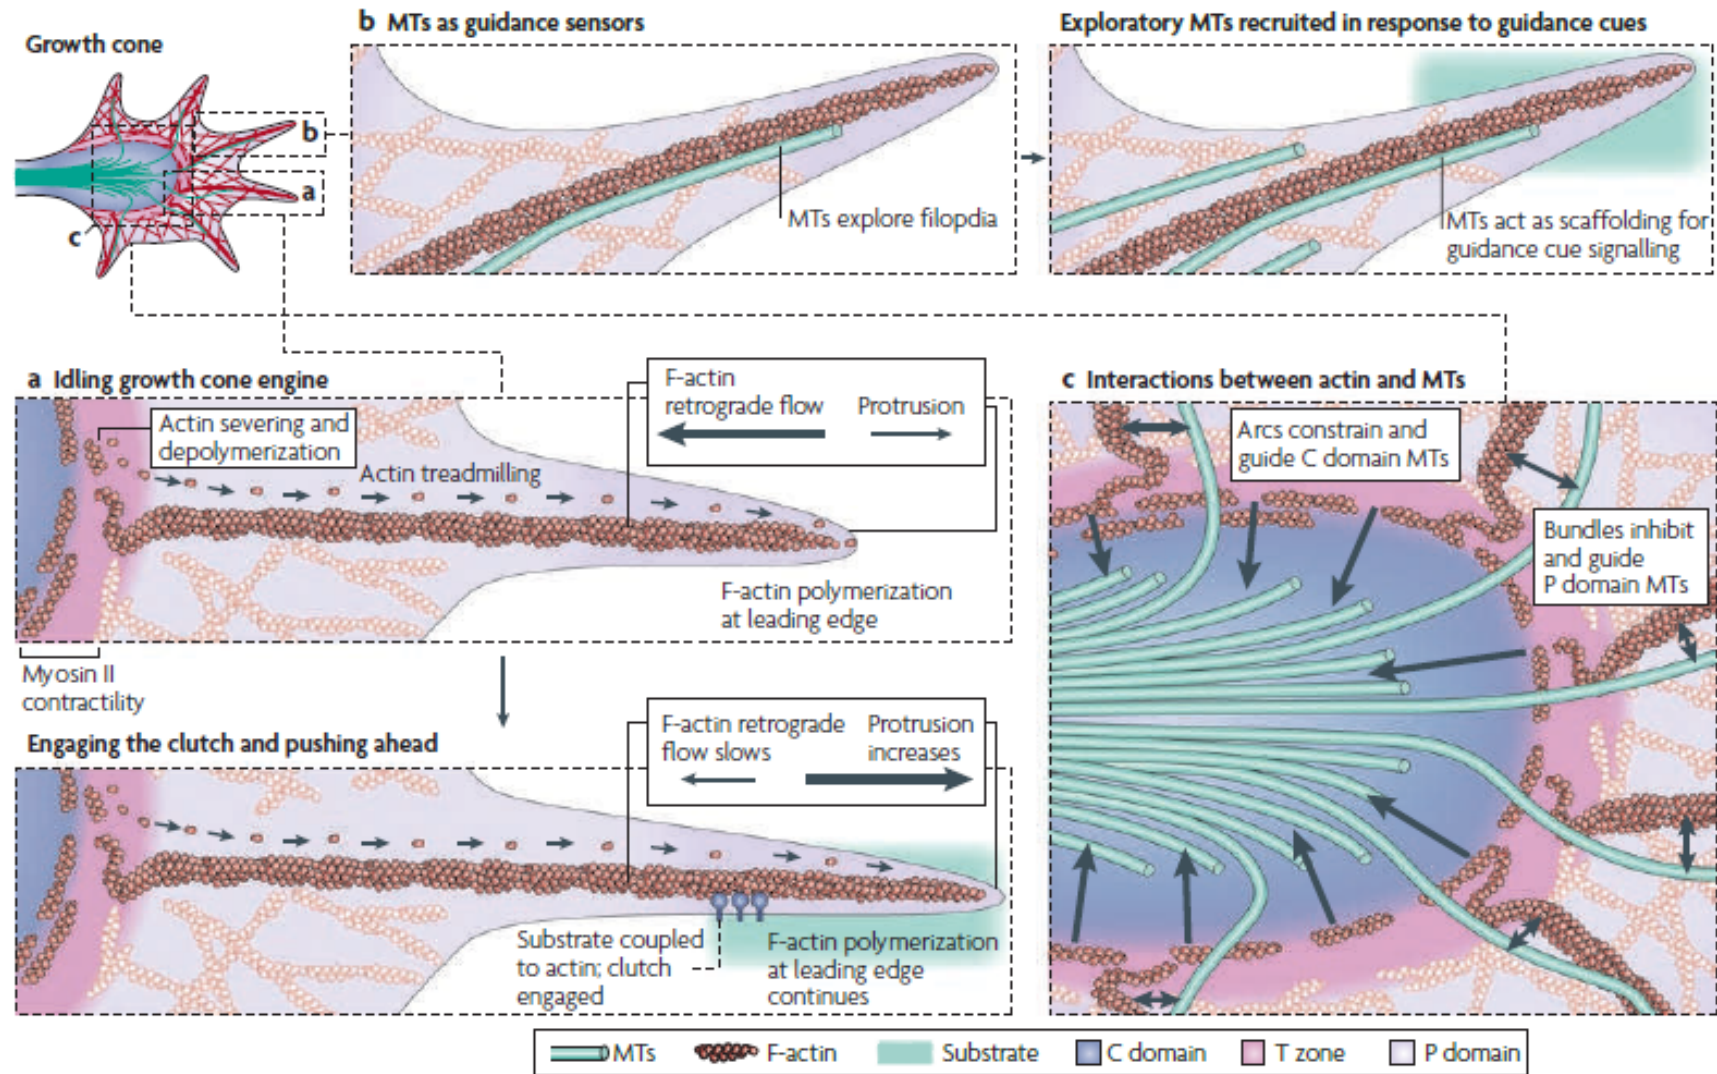 Growth cone
b
a
c
b MTs as guidance sensors
MTs explore filopdia
Exploratory MTs recruited in response to guidance cues
MTs act as scaffolding for
guidance cue signalling
a Idling growth cone engine
Actin severing and
depolymerization
Actin treadmilling
F-actin
retrograde flow
Protrusion
F-actin polymerization
at leading edge
Myosin II
contractility
Engaging the clutch and pushing ahead
F-actin retrograde
flow slows
Protrusion
increases
Substrate coupled
to actin; clutch
engaged
F-actin polymerization
at leading edge
continues
c Interactions between actin and MTs
Arcs constrain and
guide C domain MTs
Bundles inhibit
and guide
P domain MTs
MTs F-actin Substrate C domain T zone P domain